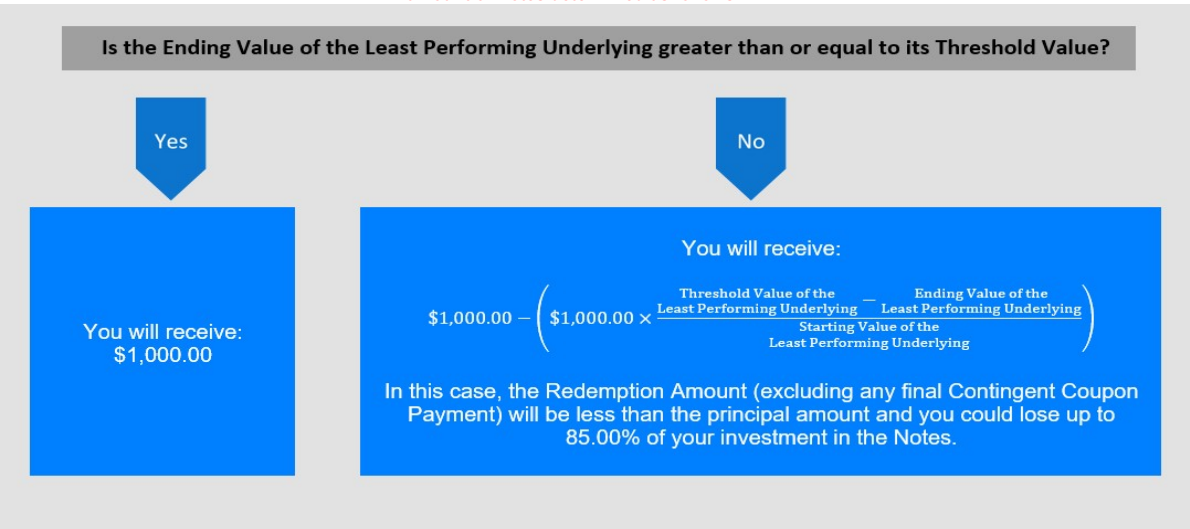 Is the Ending Value of the Least Performing Underlying greater than or equal to its Threshold Value?
Yes
No
You will receive:
$1,000.00
You will receive:
$1,000.00 − ( $1,000.00 × 
Threshold Value of the
Least Performing Underlying
−
Ending Value of the
Least Performing Underlying
Starting Value of the
Least Performing Underlying
)
In this case, the Redemption Amount (excluding any final Contingent Coupon
Payment) will be less than the principal amount and you could lose up to
85.00% of your investment in the Notes.